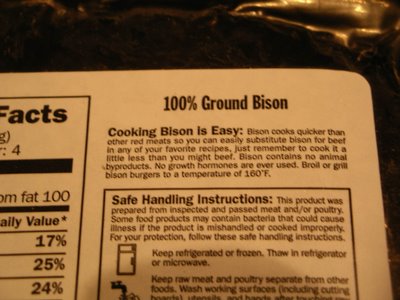 100% Ground Bison
Facts
g)
r: 4
om fat 100
aily Value*
17%
25%
24%
Cooking Bison is Easy: Bison cooks quicker than
other red meats so you can easily substitute bison for beef
in any of your favorite recipes, just remember to cook it a
little less than you might beef. Bison contains no animal
byproducts. No growth hormones are ever used. Broil or grill
bison burgers to a temperature of 160°F.
Safe Handling Instructions: This product was
prepared from inspected and passed meat and/or poultry.
Some food products may contain bacteria that could cause
illness if the product is mishandled or cooked improperly.
For your protection, follow these safe handling instructions.
Keep refrigerated or frozen. Thaw in refrigerator
or microwave.
Keep raw meat and poultry separate from other
foods. Wash working surfaces (including cutting
boards), utensils, and hands after touching raw